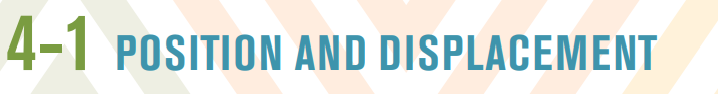 4-1 POSITION AND DISPLACEMENT